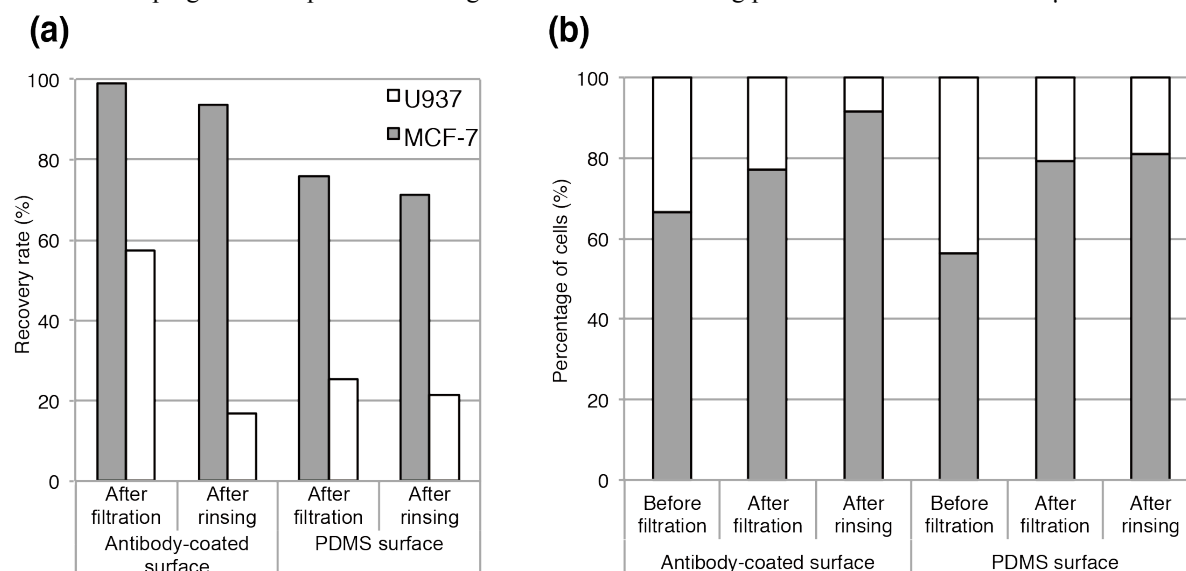 (a)
(b)
100
80
60
40
20
0
Recovery rate (%)
U937
MCF-7
After filtration
After rinsing
After filtration
After rinsing
Antibody-coated surface
PDMS surface
100
80
60
40
20
0
Percentage of cells (%)
Before filtration
After filtration
After rinsing
Before filtration
After filtration
After rinsing
Antibody-coated surface
PDMS surface